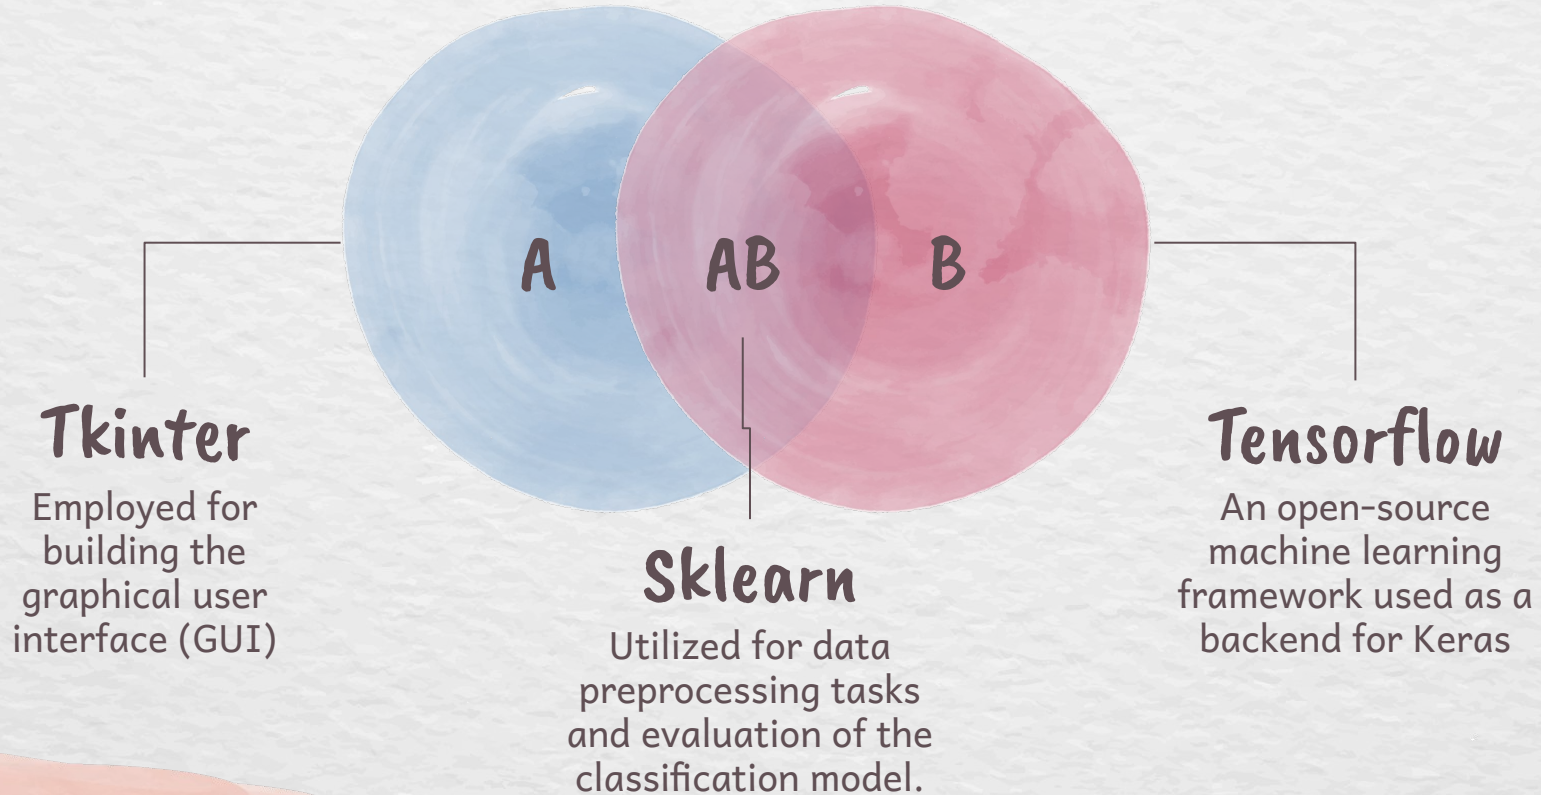 A
AB
B
Tkinter
Employed for
building the
graphical user
interface (GUI)
Sklearn
Utilized for data
preprocessing tasks
and evaluation of the
classification model.
Tensorflow
An open-source
machine learning
framework used as a
backend for Keras